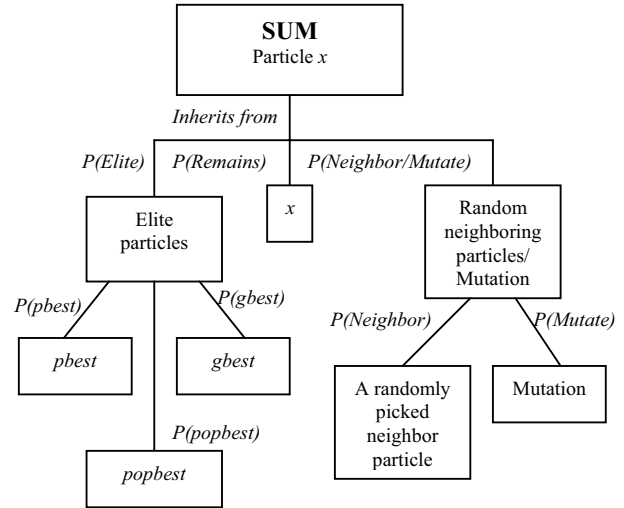 SUM
Particle x
Inherits from
P(Elite)
P(Remains)
P(Neighbor/Mutate)
Elite
particles
x
Random
neighboring
particles/
Mutation
P(pbest)
P(gbest)
P(Neighbor)
P(Mutate)
pbest
gbest
A randomly
picked
neighbor
particle
Mutation
P(popbest)
popbest